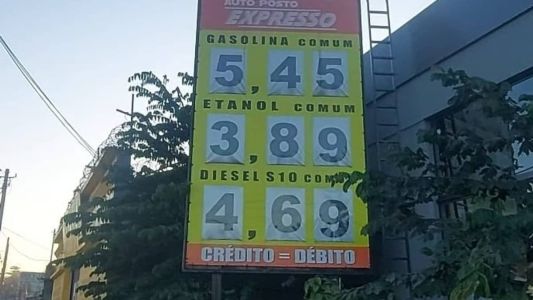 AUTO POSTO
EXPRESSO
GASOLINA COMUM
5,45
ETANOL COMUM
3,89
DIESEL S10 COMUM
4,69
CRÉDITO = DÉBITO